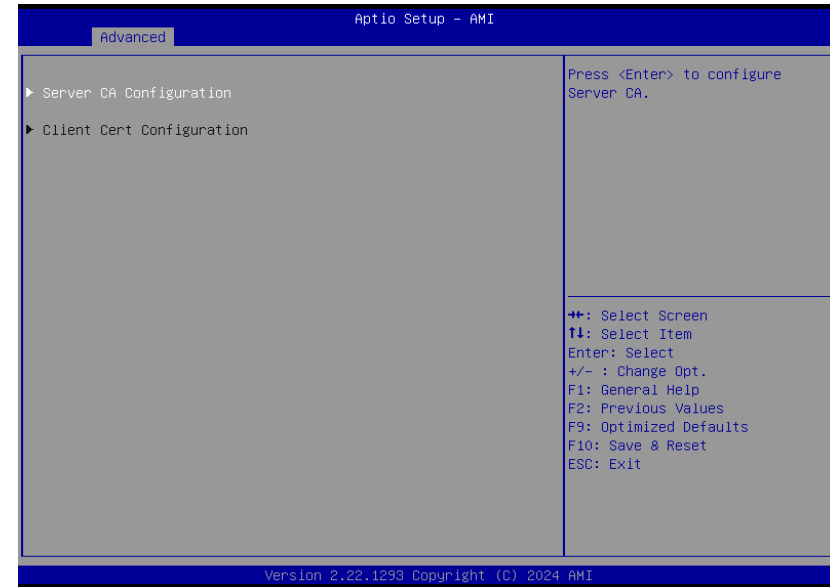 Aptio Setup – AMI
Advanced
Server CA Configuration
Client Cert Configuration
Press <Enter> to configure
Server CA.
→←: Select Screen
↑↓: Select Item
Enter: Select
+/- : Change Opt.
F1: General Help
F2: Previous Values
F9: Optimized Defaults
F10: Save & Reset
ESC: Exit
Version 2.22.1293 Copyright (C) 2024 AMI